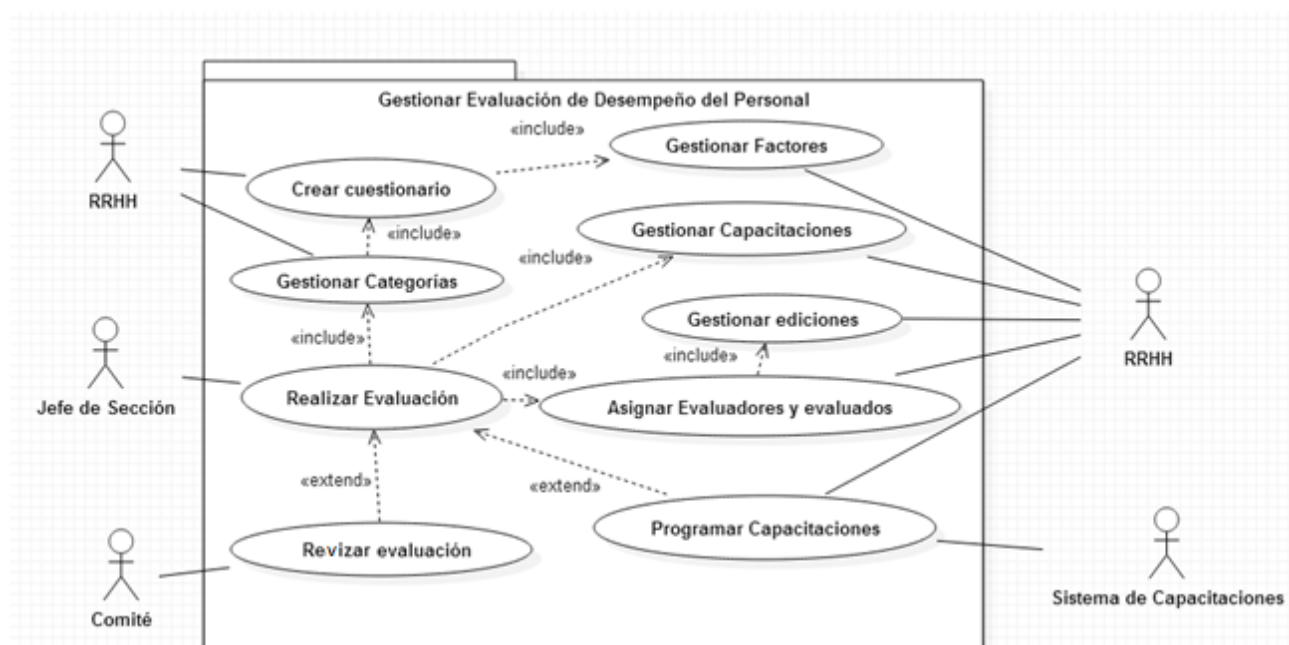 Gestionar Evaluación de Desempeño del Personal
«include»
Gestionar Factores
RRHH
Crear cuestionario
Gestionar Capacitaciones
«include»
«include»
Gestionar Categorías
Gestionar ediciones
«include»
«include»
RRHH
Jefe de Sección
Realizar Evaluación
«include»
Asignar Evaluadores y evaluados
«extend»
«extend»
Programar Capacitaciones
Revizar evaluación
Comité
Sistema de Capacitaciones